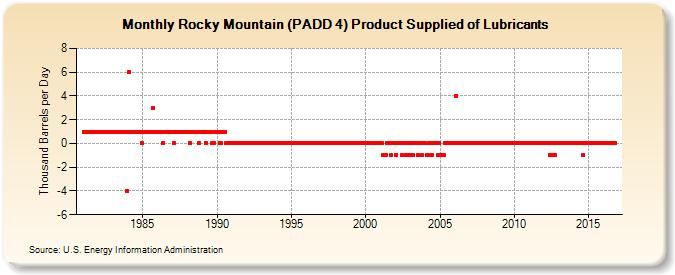 Monthly Rocky Mountain (PADD 4) Product Supplied of Lubricants
Thousand Barrels per Day
8
6
4
2
0
-2
-4
-6
1985 1990 1995 2000 2005 2010 2015
Source: U.S. Energy Information Administration